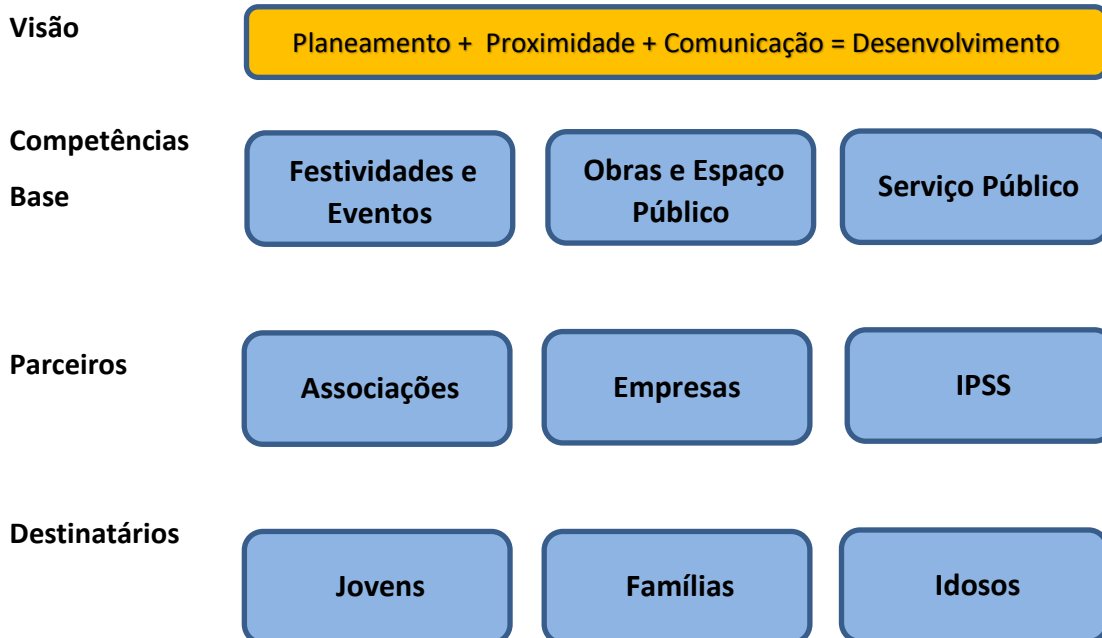 Visão
Planeamento + Proximidade + Comunicação = Desenvolvimento
Competências
Base
Festividades e
Eventos
Obras e Espaço
Público
Serviço Público
Parceiros
Associações
Empresas
IPSS
Destinatários
Jovens
Famílias
Idosos